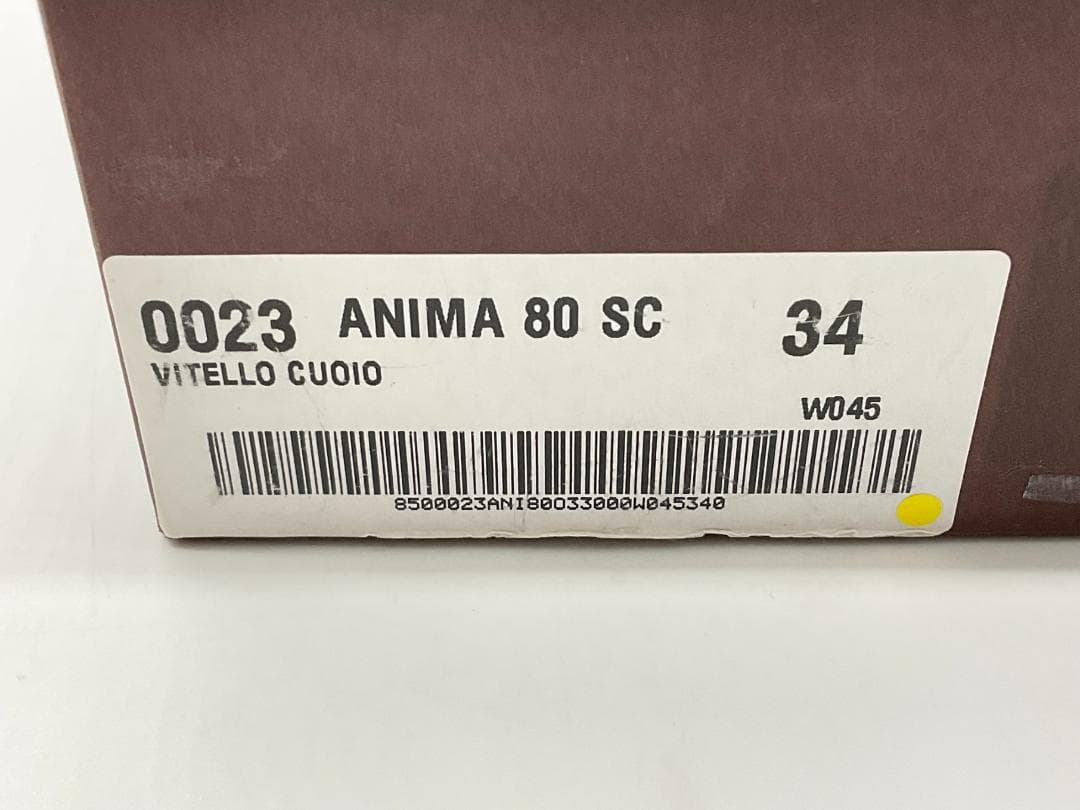 0023 ANIMA 80 SC 34
VITELLO CUOIO
W045
8500023ANI80033000W045340